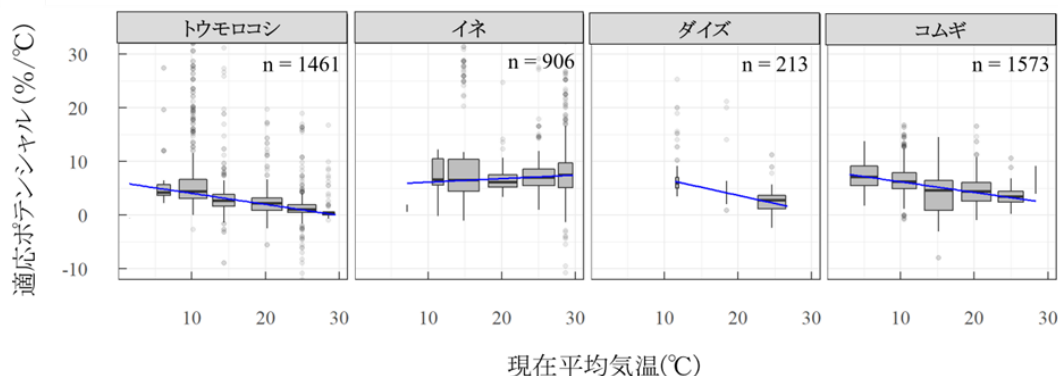 トウモロコシ イネ ダイズ コムギ
n = 1461 n = 906 n = 213 n = 1573
適応ポテンシャル(%/℃)
30
20
10
0
-10
10 20 30 10 20 30 10 20 30 10 20 30
現在平均気温(℃)